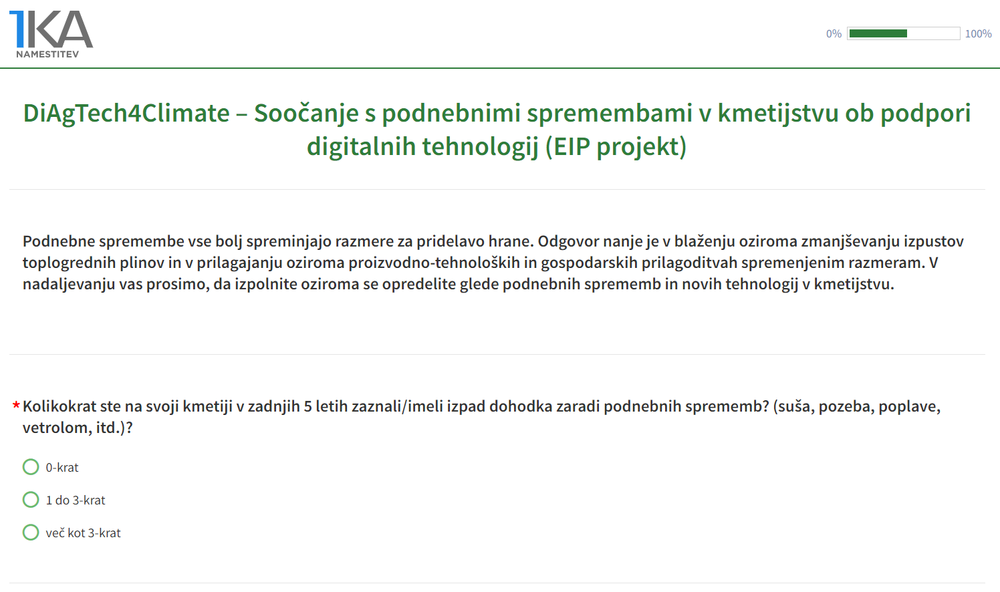 1KA
NAMESTITEV
0% 100%
DiAgTech4Climate – Soočanje s podnebnimi spremembami v kmetijstvu ob podpori
digitalnih tehnologij (EIP projekt)
Podnebne spremembe vse bolj spreminjajo razmere za pridelavo hrane. Odgovor nanje je v blaženju oziroma zmanjševanju izpustov
toplogrednih plinov in v prilagajanju oziroma proizvodno-tehnoloških in gospodarskih prilagoditvah spremenjenim razmeram. V
nadaljevanju vas prosimo, da izpolnite oziroma se opredelite glede podnebnih sprememb in novih tehnologij v kmetijstvu.
* Kolikokrat ste na svoji kmetiji v zadnjih 5 letih zaznali/imeli izpad dohodka zaradi podnebnih sprememb? (suša, pozeba, poplave,
vetrolom, itd.)?
0-krat
1 do 3-krat
več kot 3-krat